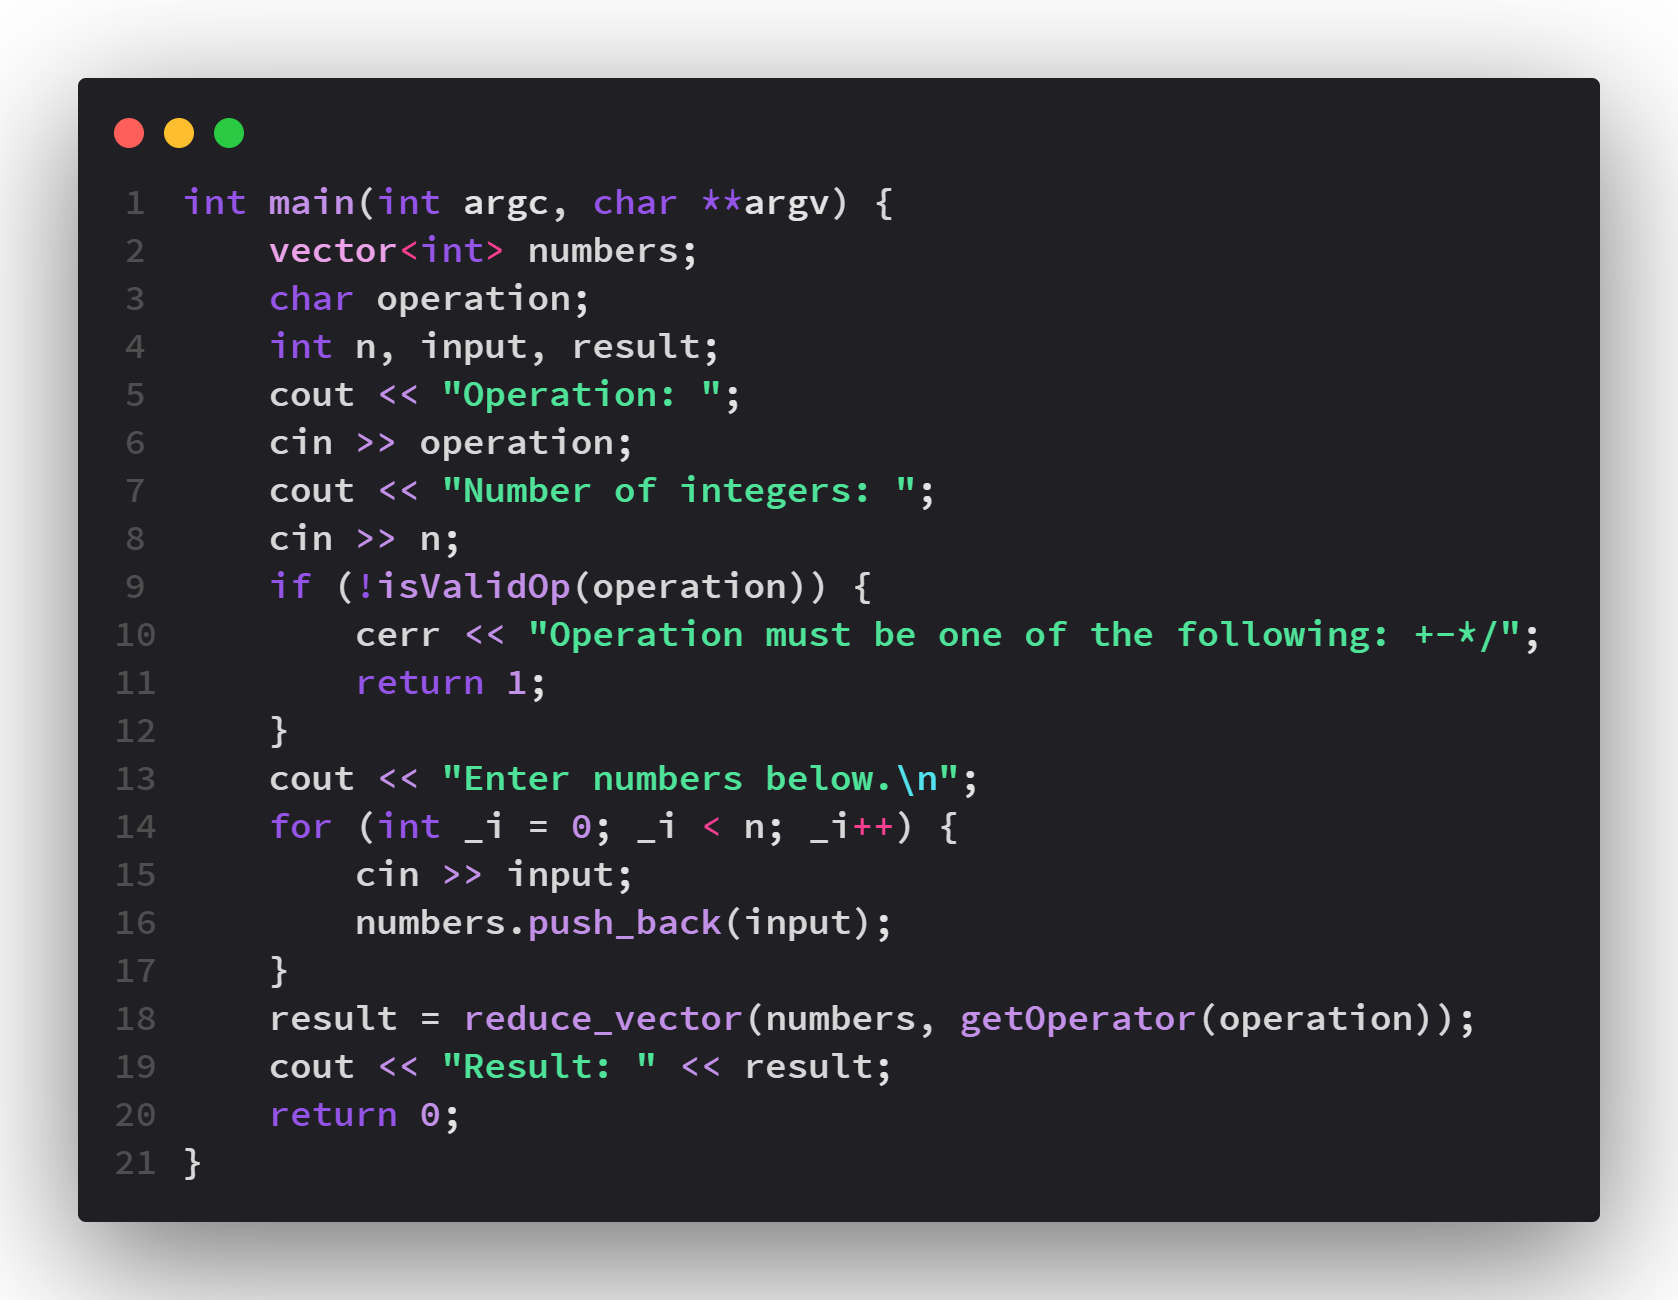 1 int main(int argc, char **argv) {
2     vector<int> numbers;
3     char operation;
4     int n, input, result;
5     cout << "Operation: ";
6     cin >> operation;
7     cout << "Number of integers: ";
8     cin >> n;
9     if (!isValidOp(operation)) {
10         cerr << "Operation must be one of the following: +-*/";
11         return 1;
12     }
13     cout << "Enter numbers below.\n";
14     for (int _i = 0; _i < n; _i++) {
15         cin >> input;
16         numbers.push_back(input);
17     }
18     result = reduce_vector(numbers, getOperator(operation));
19     cout << "Result: " << result;
20     return 0;
21 }